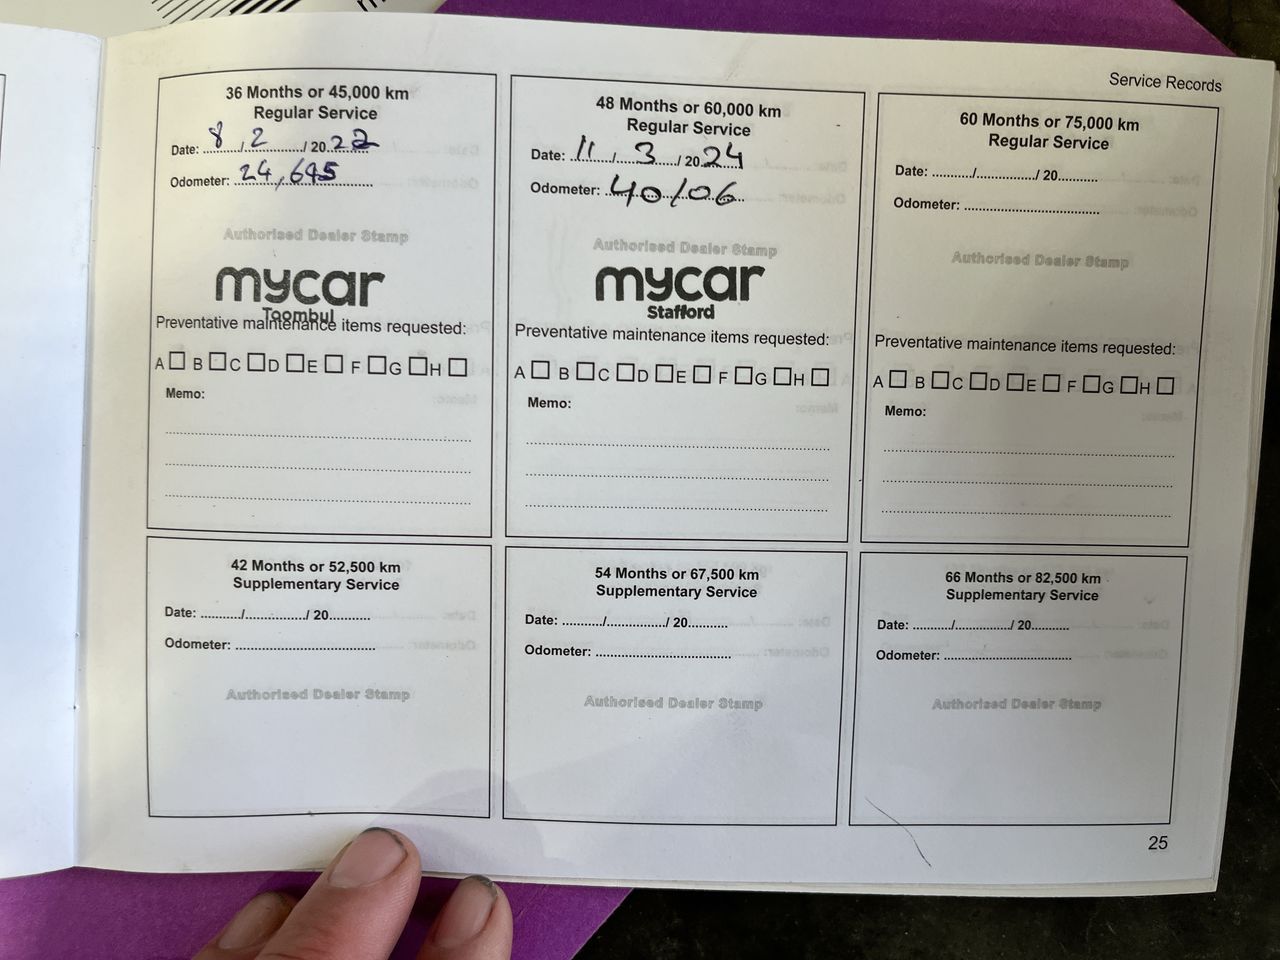 Service Records
36 Months or 45,000 km
Regular Service
Date: 8 / 2 / 20 22
Odometer: 24,645
Authorised Dealer Stamp
mycar
Toombul
Preventative maintenance items requested:
A □ B □ C □ D □ E □ F □ G □ H □
Memo:
48 Months or 60,000 km
Regular Service
Date: 11 / 3 / 20 24
Odometer: 40106
Authorised Dealer Stamp
mycar
Stafford
Preventative maintenance items requested:
A □ B □ C □ D □ E □ F □ G □ H □
Memo:
60 Months or 75,000 km
Regular Service
Date: ........../.............../ 20..........
Odometer: ...................................
Authorised Dealer Stamp
Preventative maintenance items requested:
A □ B □ C □ D □ E □ F □ G □ H □
Memo:
42 Months or 52,500 km
Supplementary Service
Date: ........../.............../ 20..........
Odometer: ...................................
Authorised Dealer Stamp
54 Months or 67,500 km
Supplementary Service
Date: ........../.............../ 20..........
Odometer: ...................................
Authorised Dealer Stamp
66 Months or 82,500 km
Supplementary Service
Date: ........../.............../ 20..........
Odometer: ...................................
Authorised Dealer Stamp
25